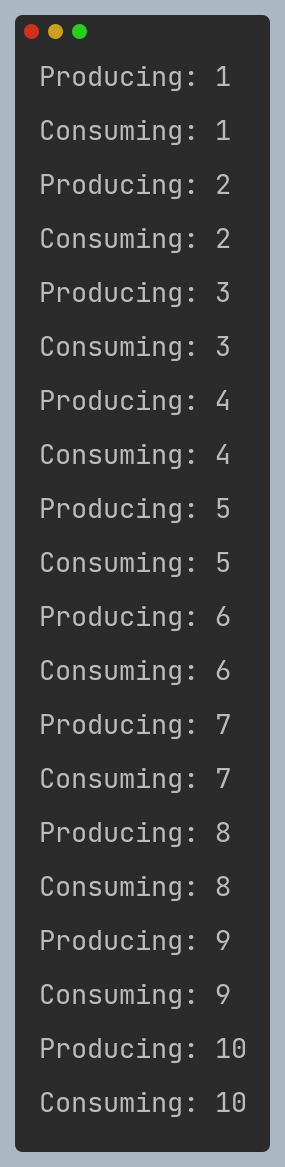 Producing: 1
Consuming: 1
Producing: 2
Consuming: 2
Producing: 3
Consuming: 3
Producing: 4
Consuming: 4
Producing: 5
Consuming: 5
Producing: 6
Consuming: 6
Producing: 7
Consuming: 7
Producing: 8
Consuming: 8
Producing: 9
Consuming: 9
Producing: 10
Consuming: 10